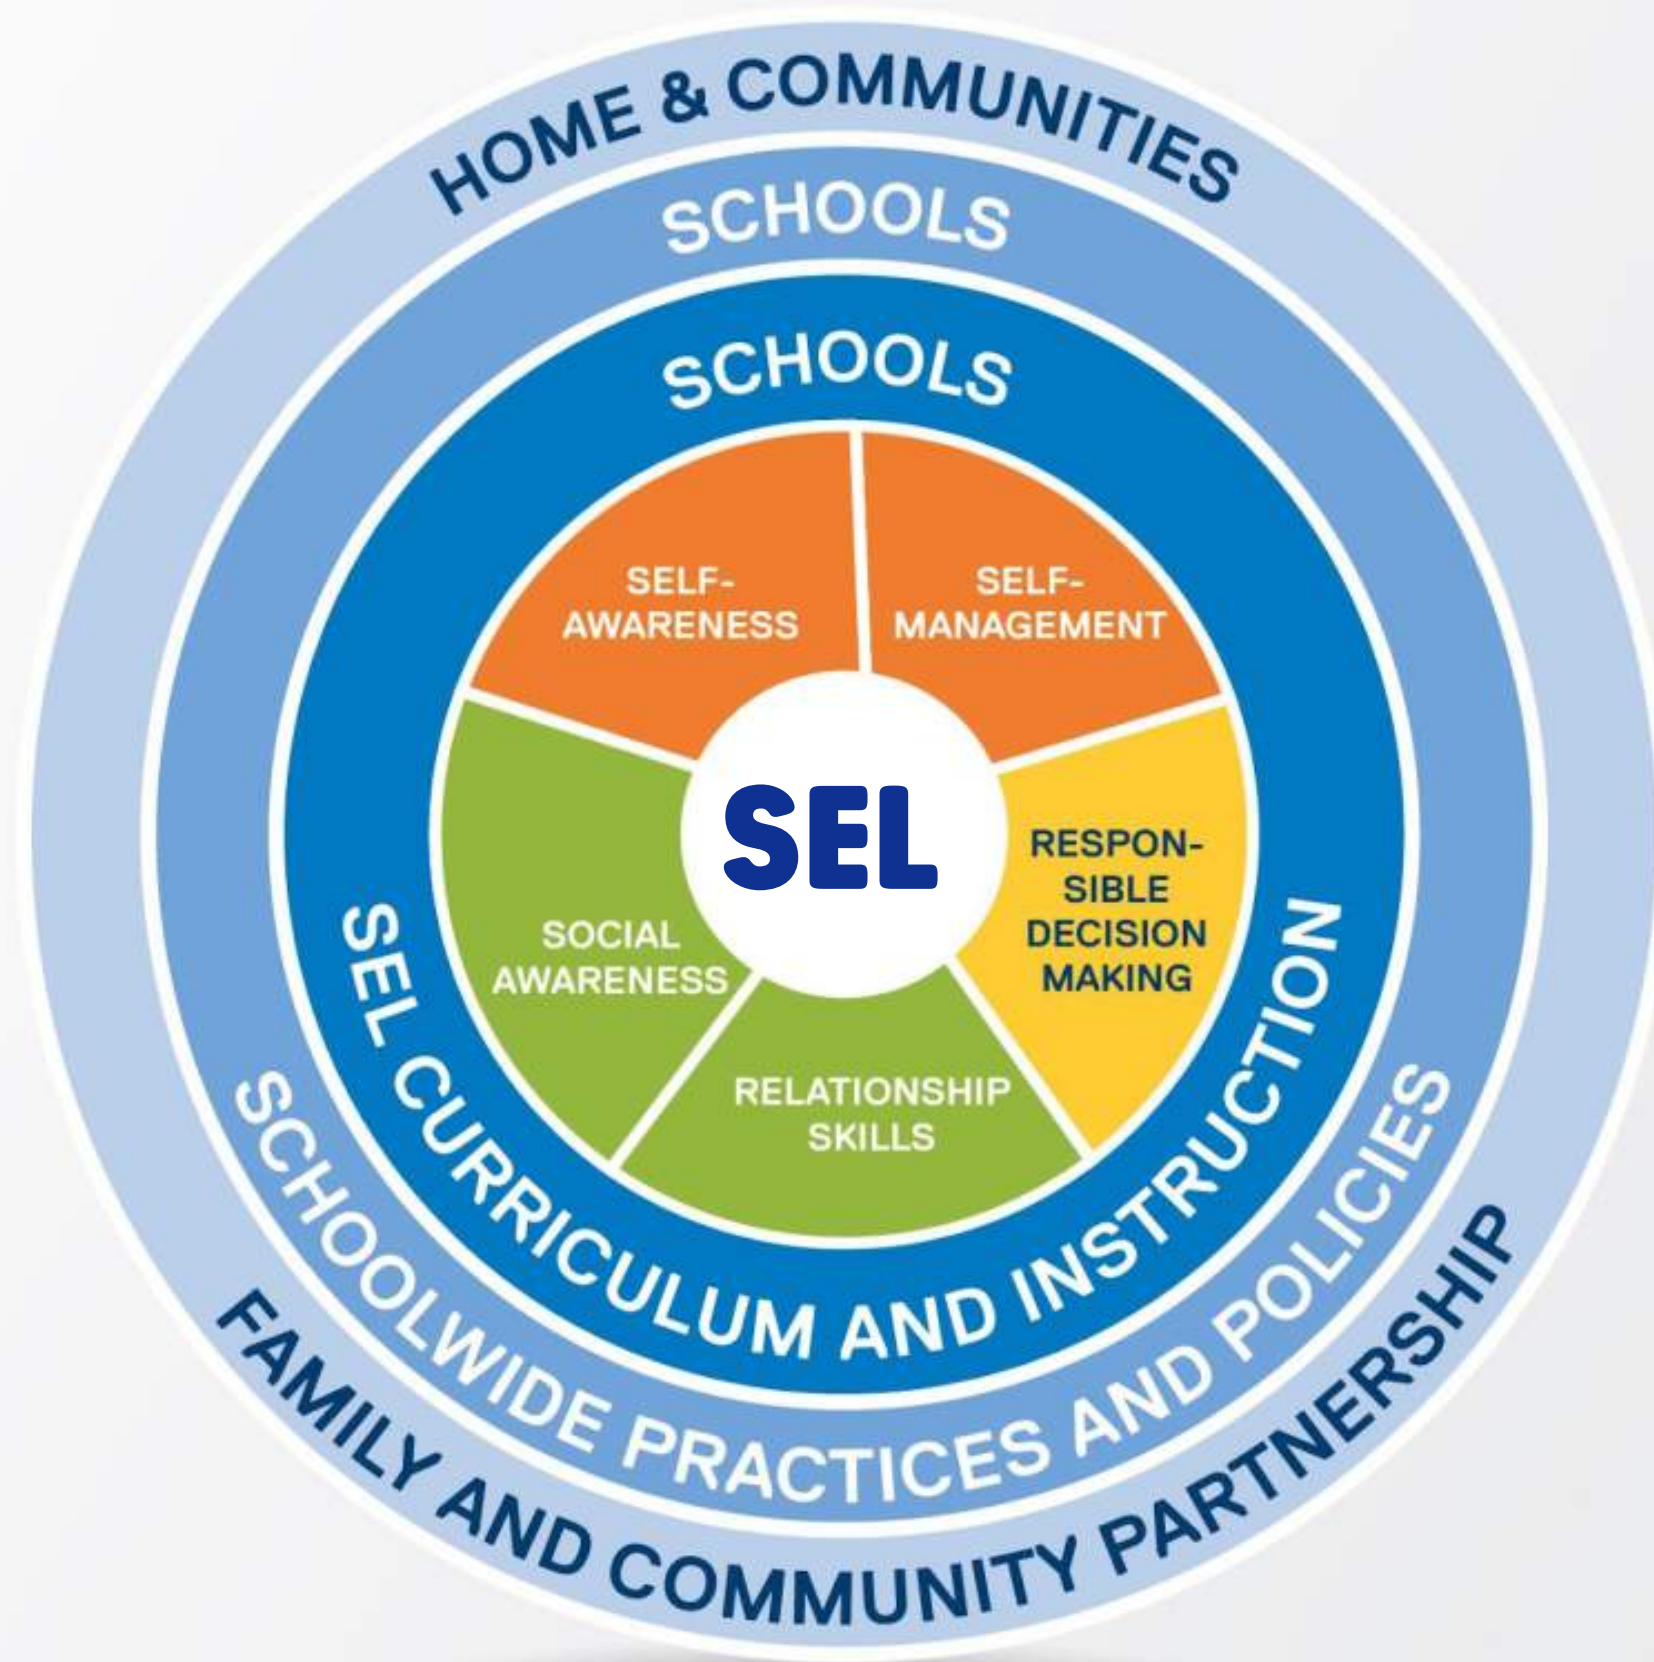 HOME & COMMUNITIES
SCHOOLS
SCHOOLS
SELF-
AWARENESS
SELF-
MANAGEMENT
SEL
RESPON-
SIBLE
DECISION
MAKING
SOCIAL
AWARENESS
RELATIONSHIP
SKILLS
SEL CURRICULUM AND INSTRUCTION
SCHOOLWIDE PRACTICES AND POLICIES
FAMILY AND COMMUNITY PARTNERSHIP